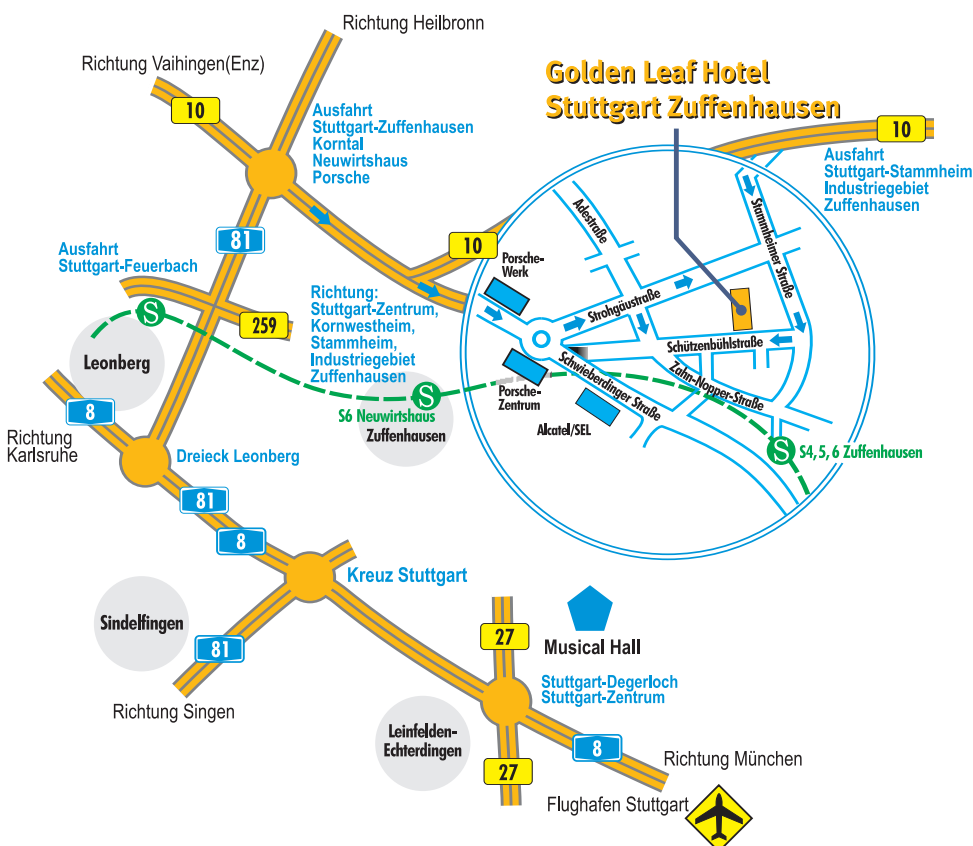 Richtung Heilbronn
Richtung Vaihingen(Enz)
10
Golden Leaf Hotel
Stuttgart Zuffenhausen
Ausfahrt
Stuttgart-Zuffenhausen
Korntal
Neuwirtshaus
Porsche
10
Ausfahrt
Stuttgart-Stammheim
Industriegebiet
Zuffenhausen
81
Ausfahrt
Stuttgart-Feuerbach
10
Adestraße
Stammheimer Straße
Porsche-
Werk
Strohgäustraße
Schützenbühlstraße
Zahn-Nopper-Straße
Schwieberdinger Straße
Porsche-
Zentrum
Alcatel/SEL
S
S4, 5, 6 Zuffenhausen
Richtung:
Stuttgart-Zentrum,
Kornwestheim,
Stammheim,
Industriegebiet
Zuffenhausen
S
259
Leonberg
S
S6 Neuwirtshaus
Zuffenhausen
8
Richtung
Karlsruhe
Dreieck Leonberg
81
8
Kreuz Stuttgart
Sindelfingen
81
Richtung Singen
27
Musical Hall
Stuttgart-Degerloch
Stuttgart-Zentrum
Leinfelden-
Echterdingen
8
Richtung München
27
Flughafen Stuttgart